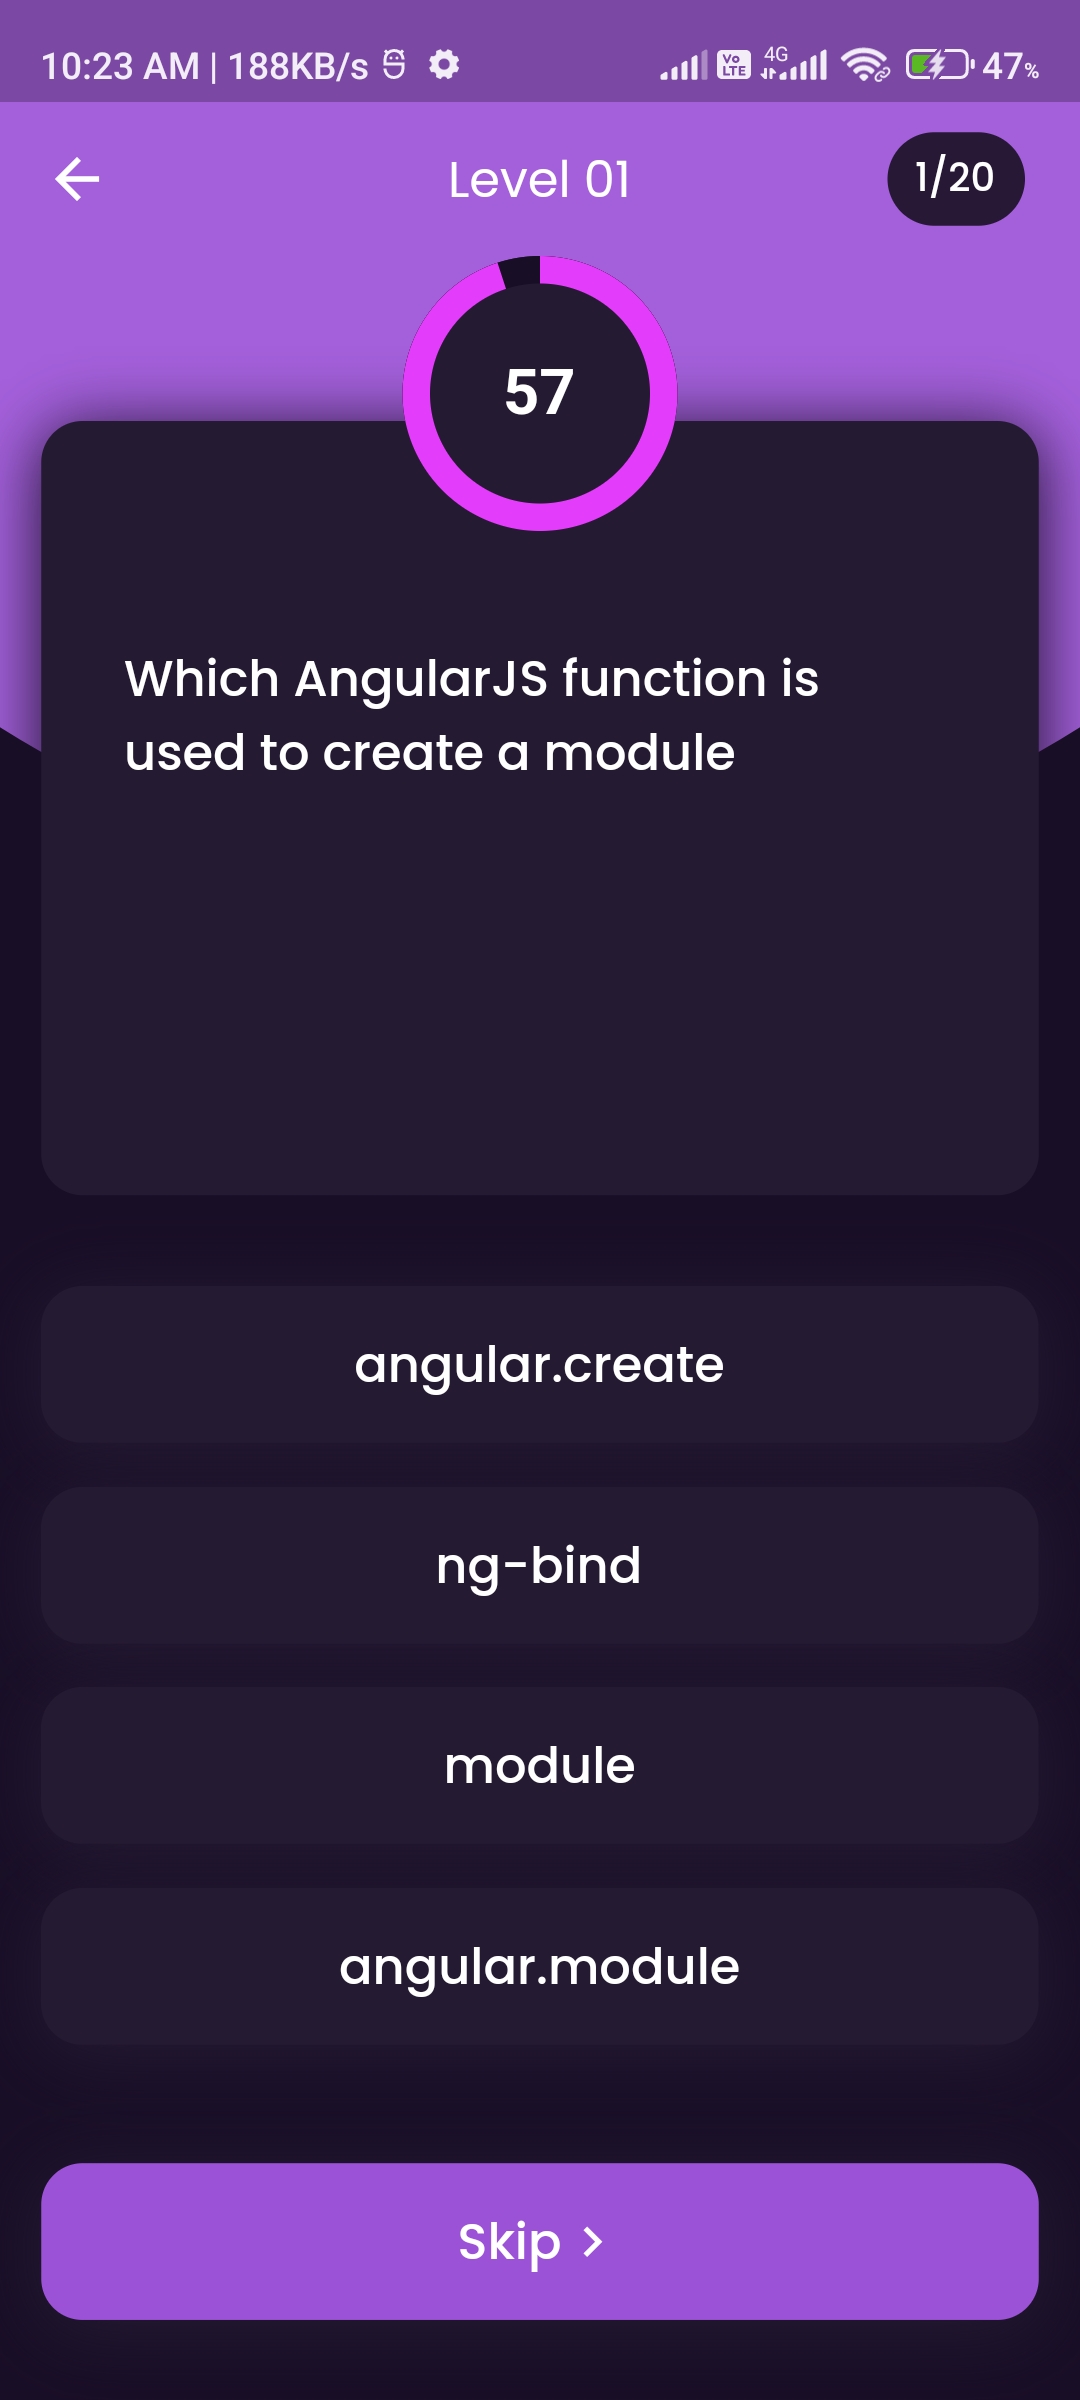 10:23 AM | 188KB/s Vo LTE 4G 47%
Level 01
1/20
57
Which AngularJS function is
used to create a module
angular.create
ng-bind
module
angular.module
Skip